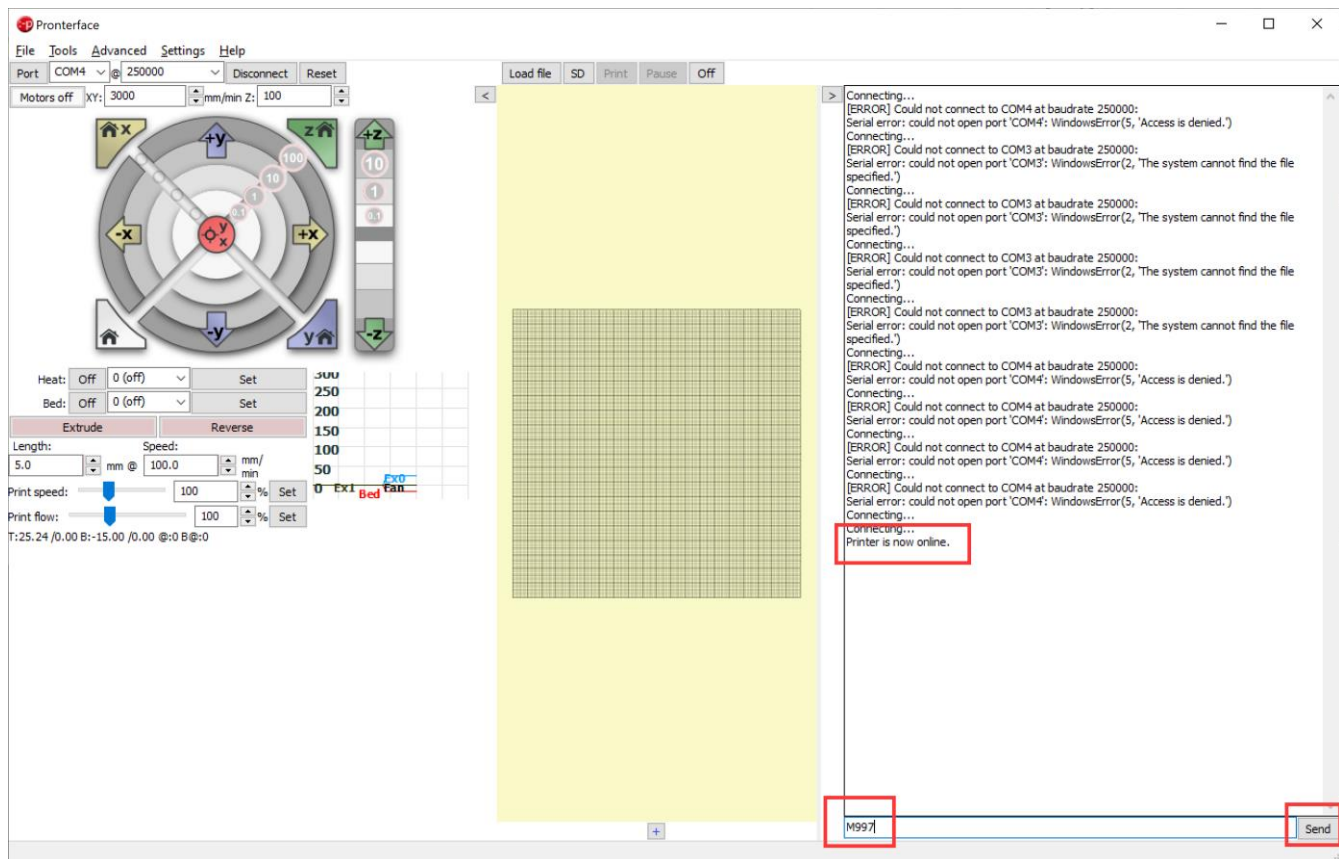 Pronterface
File Tools Advanced Settings Help
Port COM4 @ 250000 Disconnect Reset
Load file SD Print Pause Off
Motors off XY: 3000 mm/min Z: 100
< >
X +y z +z
100 10 1 0.1
10 1 0.1
-x y x +x
-y y -z
Heat: Off 0 (off) Set
Bed: Off 0 (off) Set
Extrude Reverse
Length: Speed:
5.0 mm @ 100.0 mm/
min
Print speed: 100 % Set
Print flow: 100 % Set
T:25.24 /0.00 B:-15.00 /0.00 @:0 B@:0
300
250
200
150
100
50
0 Ex1 Bed Ex0 Fan
+
Connecting...
[ERROR] Could not connect to COM4 at baudrate 250000:
Serial error: could not open port 'COM4': WindowsError(5, 'Access is denied.')
Connecting...
[ERROR] Could not connect to COM3 at baudrate 250000:
Serial error: could not open port 'COM3': WindowsError(2, 'The system cannot find the file
specified.')
Connecting...
[ERROR] Could not connect to COM3 at baudrate 250000:
Serial error: could not open port 'COM3': WindowsError(2, 'The system cannot find the file
specified.')
Connecting...
[ERROR] Could not connect to COM3 at baudrate 250000:
Serial error: could not open port 'COM3': WindowsError(2, 'The system cannot find the file
specified.')
Connecting...
[ERROR] Could not connect to COM3 at baudrate 250000:
Serial error: could not open port 'COM3': WindowsError(2, 'The system cannot find the file
specified.')
Connecting...
[ERROR] Could not connect to COM4 at baudrate 250000:
Serial error: could not open port 'COM4': WindowsError(5, 'Access is denied.')
Connecting...
[ERROR] Could not connect to COM4 at baudrate 250000:
Serial error: could not open port 'COM4': WindowsError(5, 'Access is denied.')
Connecting...
[ERROR] Could not connect to COM4 at baudrate 250000:
Serial error: could not open port 'COM4': WindowsError(5, 'Access is denied.')
Connecting...
[ERROR] Could not connect to COM4 at baudrate 250000:
Serial error: could not open port 'COM4': WindowsError(5, 'Access is denied.')
Connecting...
Connecting...
Printer is now online.
M997
Send